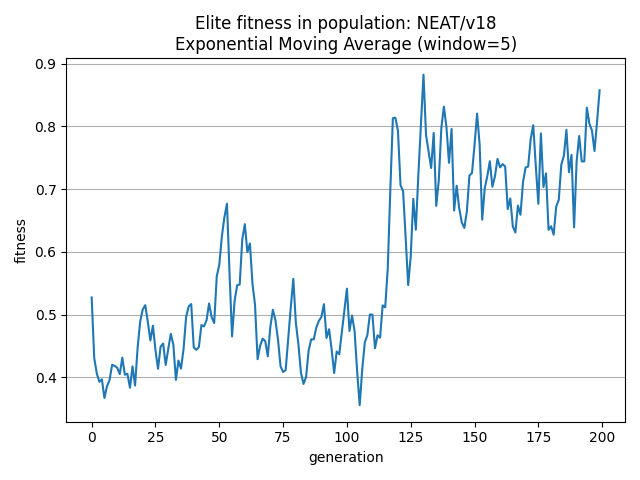 Elite fitness in population: NEAT/v18
Exponential Moving Average (window=5)
0.9
0.8
0.7
0.6
0.5
0.4
fitness
0 25 50 75 100 125 150 175 200
generation